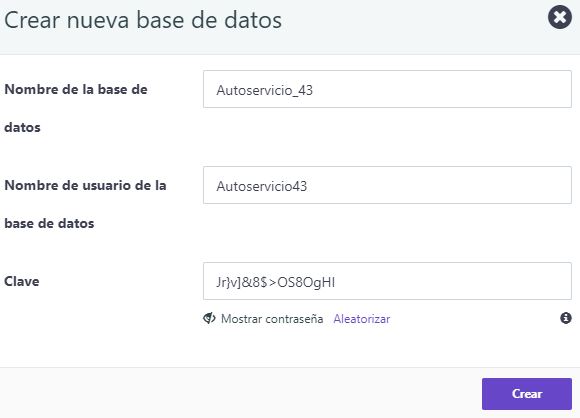 Crear nueva base de datos
Nombre de la base de
datos
Autoservicio_43
Nombre de usuario de la
base de datos
Autoservicio43
Clave
Jr}v]&8$>OS8OgHI
Mostrar contraseña Aleatorizar
Crear